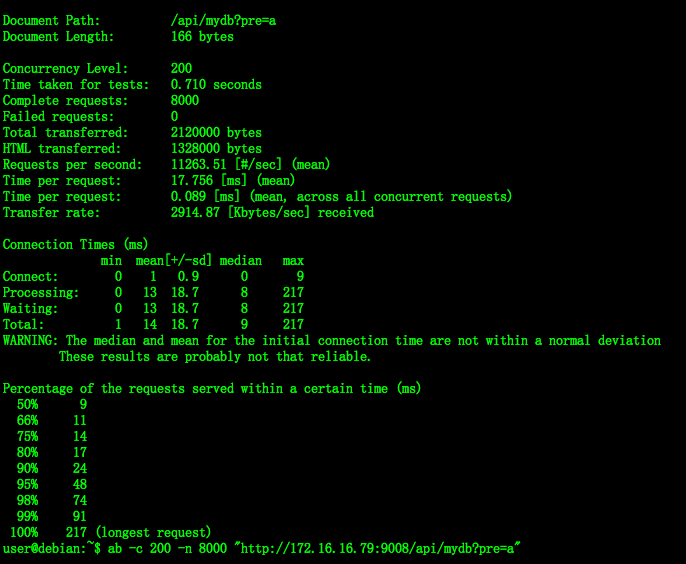 Document Path:          /api/mydb?pre=a
Document Length:        166 bytes
Concurrency Level:      200
Time taken for tests:   0.710 seconds
Complete requests:      8000
Failed requests:        0
Total transferred:      2120000 bytes
HTML transferred:       1328000 bytes
Requests per second:    11263.51 [#/sec] (mean)
Time per request:       17.756 [ms] (mean)
Time per request:       0.089 [ms] (mean, across all concurrent requests)
Transfer rate:          2914.87 [Kbytes/sec] received
Connection Times (ms)
              min  mean[+/-sd] median   max
Connect:        0    1   0.9      0       9
Processing:     0   13  18.7      8     217
Waiting:        0   13  18.7      8     217
Total:          1   14  18.7      9     217
WARNING: The median and mean for the initial connection time are not within a normal deviation
        These results are probably not that reliable.
Percentage of the requests served within a certain time (ms)
  50%      9
  66%     11
  75%     14
  80%     17
  90%     24
  95%     48
  98%     74
  99%     91
 100%    217 (longest request)
user@debian:~$ ab -c 200 -n 8000 "http://172.16.16.79:9008/api/mydb?pre=a"